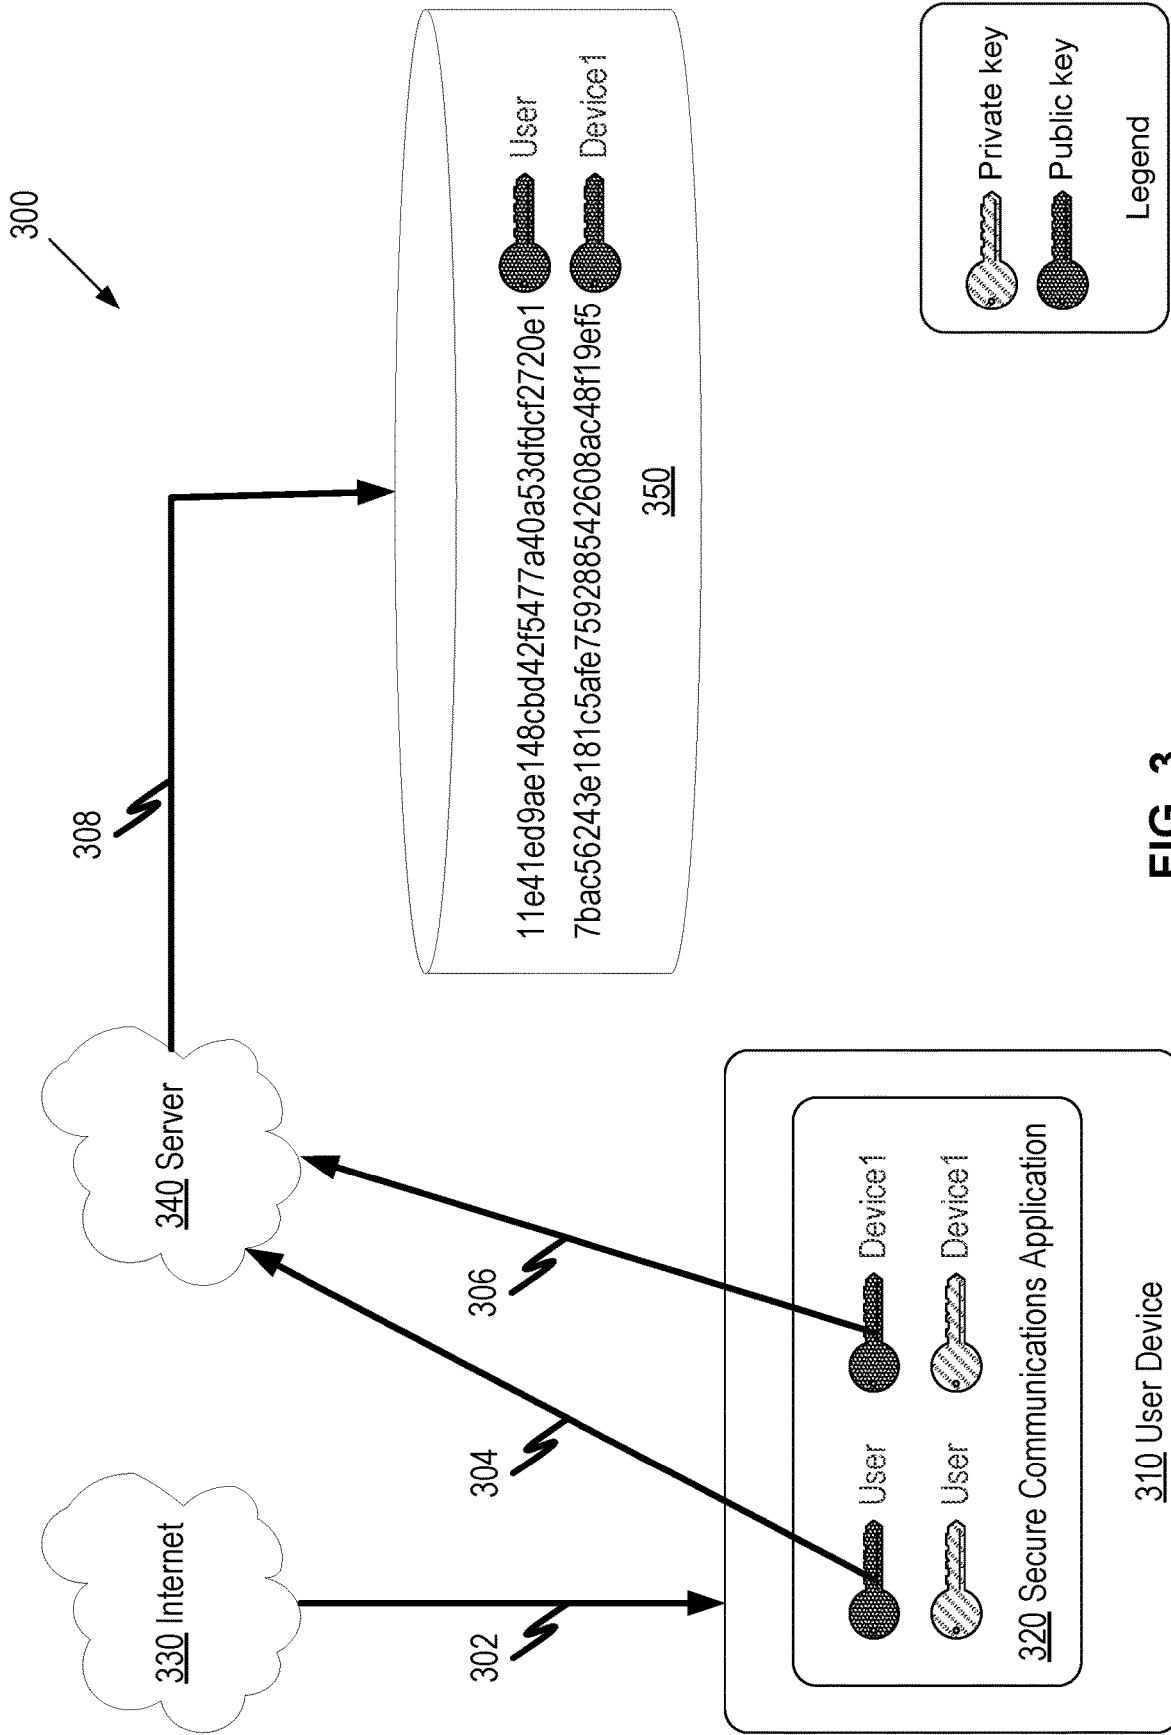 300
308
330 Internet
340 Server
302
304
306
User
Device1
User
Device1
320 Secure Communications Application
310 User Device
11e41ed9ae148cbd42f5477a40a53dfdcf2720e1
User
7bac56243e181c5afe7592885542608ac48f19ef5
Device1
350
Private key
Public key
Legend
FIG. 3